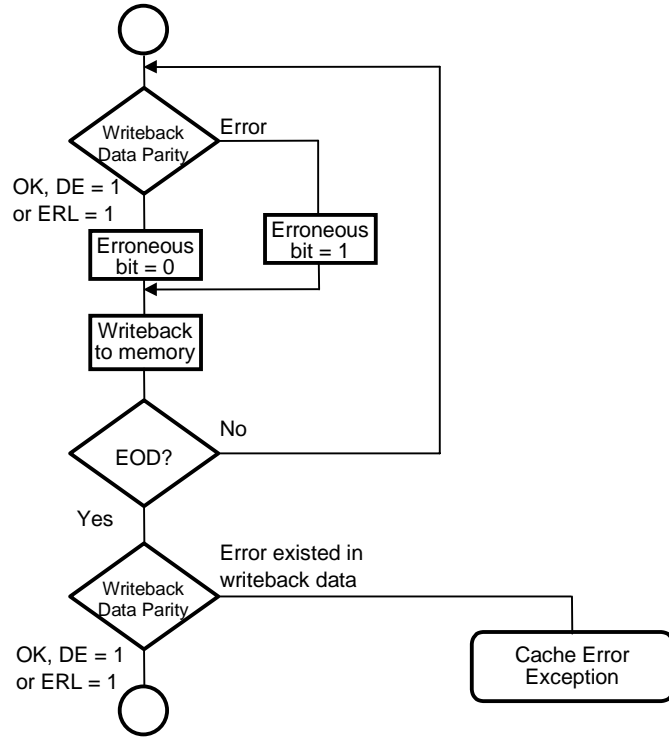 Writeback
Data Parity
Error
OK, DE = 1
or ERL = 1
Erroneous
bit = 0
Erroneous
bit = 1
Writeback
to memory
EOD?
No
Yes
Writeback
Data Parity
Error existed in
writeback data
OK, DE = 1
or ERL = 1
Cache Error
Exception